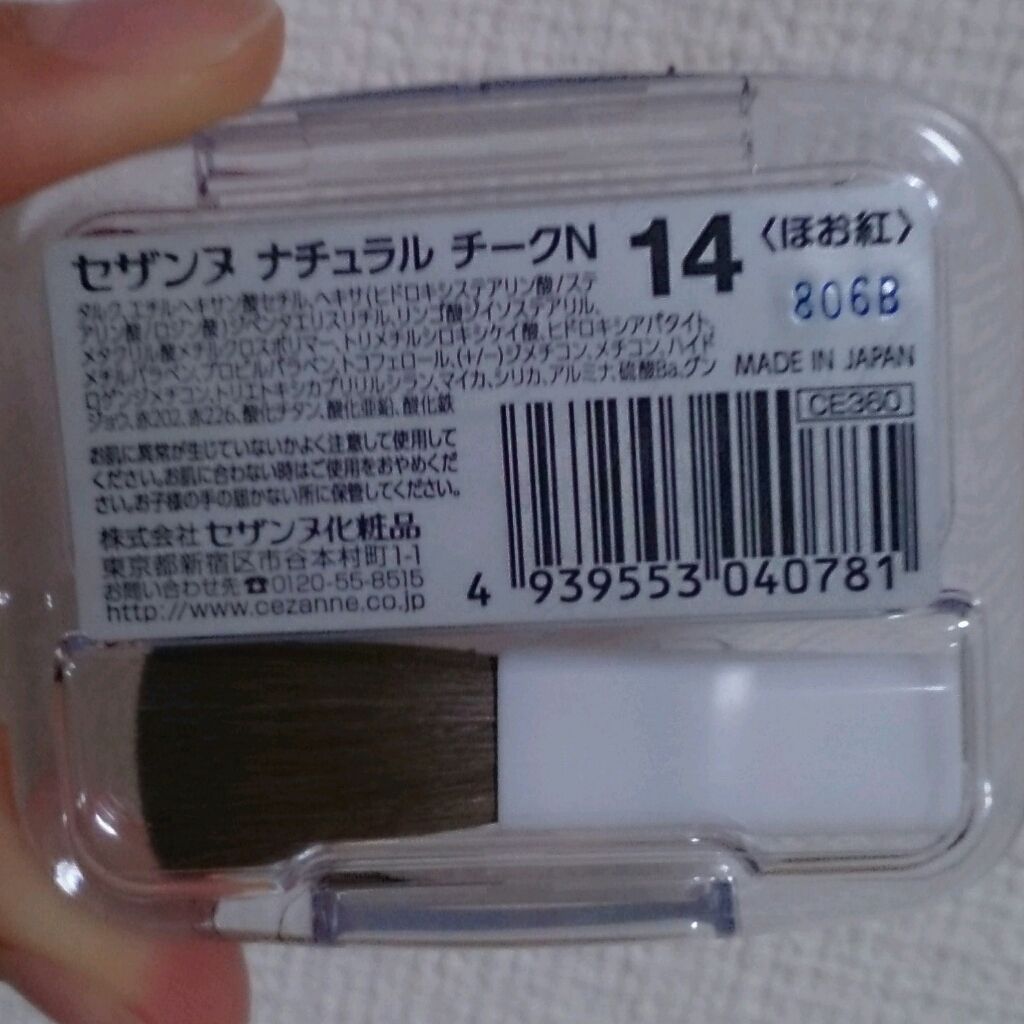 セザンヌ ナチュラル チークN 14 〈ほお紅〉
806B
タルク、エチルヘキサン酸セチル、ヘキサ(ヒドロキシステアリン酸/ステ
アリン酸/ロジン酸)ジペンタエリスリチル、リンゴ酸ジイソステアリル、
メタクリル酸メチルクロスポリマー、トリメチルシロキシケイ酸、ヒドロキシアパタイト、
メチルパラベン、プロピルパラベン、トコフェロール、(+/-)ジメチコン、メチコン、ハイド
ロゲンジメチコン、トリエトキシカプリリルシラン、マイカ、シリカ、アルミナ、硫酸Ba、グン
ジョウ、赤202、赤226、酸化チタン、酸化亜鉛、酸化鉄
MADE IN JAPAN
CE360
お肌に異常が生じていないかよく注意して使用して
ください。お肌に合わない時はご使用をおやめくだ
さい。お子様の手の届かない所に保管してください。
株式会社 セザンヌ化粧品
東京都新宿区市谷本村町1-1
お問い合わせ先 ☎0120-55-8515
http://www.cezanne.co.jp
4 939553 040781